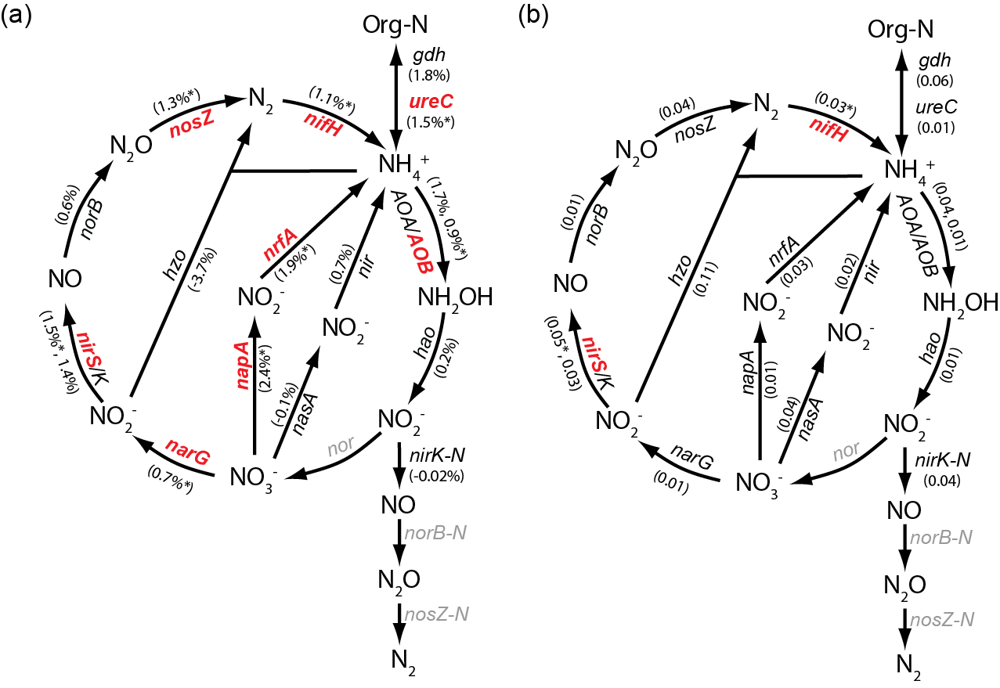 (a)
Org-N
gdh
(1.8%)
ureC
(1.5%*)
(1.3%*)
nosZ
N2
(1.1%*)
nifH
N2O
NH4+
(0.6%)
norB
AOA/AOB
(1.7%, 0.9%*)
nrfA
(1.9%*)
(0.7%)
nir
hzo
(-3.7%)
NO
NO2-
NH2OH
NO2-
hao
(0.2%)
nirS/K
(1.5%*, 1.4%)
napA
(2.4%*)
(-0.1%)
nasA
NO2-
NO2-
narG
(0.7%*)
nor
NO3-
nirK-N
(-0.02%)
NO
norB-N
N2O
nosZ-N
N2
(b)
Org-N
gdh
(0.06)
ureC
(0.01)
(0.04)
nosZ
N2
(0.03*)
nifH
N2O
NH4+
(0.01)
norB
AOA/AOB
(0.04, 0.01)
nrfA
(0.03)
(0.02)
nir
hzo
(0.11)
NO
NO2-
NH2OH
NO2-
hao
(0.01)
nirS/K
(0.05*, 0.03)
napA
(0.01)
(0.04)
nasA
NO2-
NO2-
narG
(0.01)
nor
NO3-
nirK-N
(0.04)
NO
norB-N
N2O
nosZ-N
N2